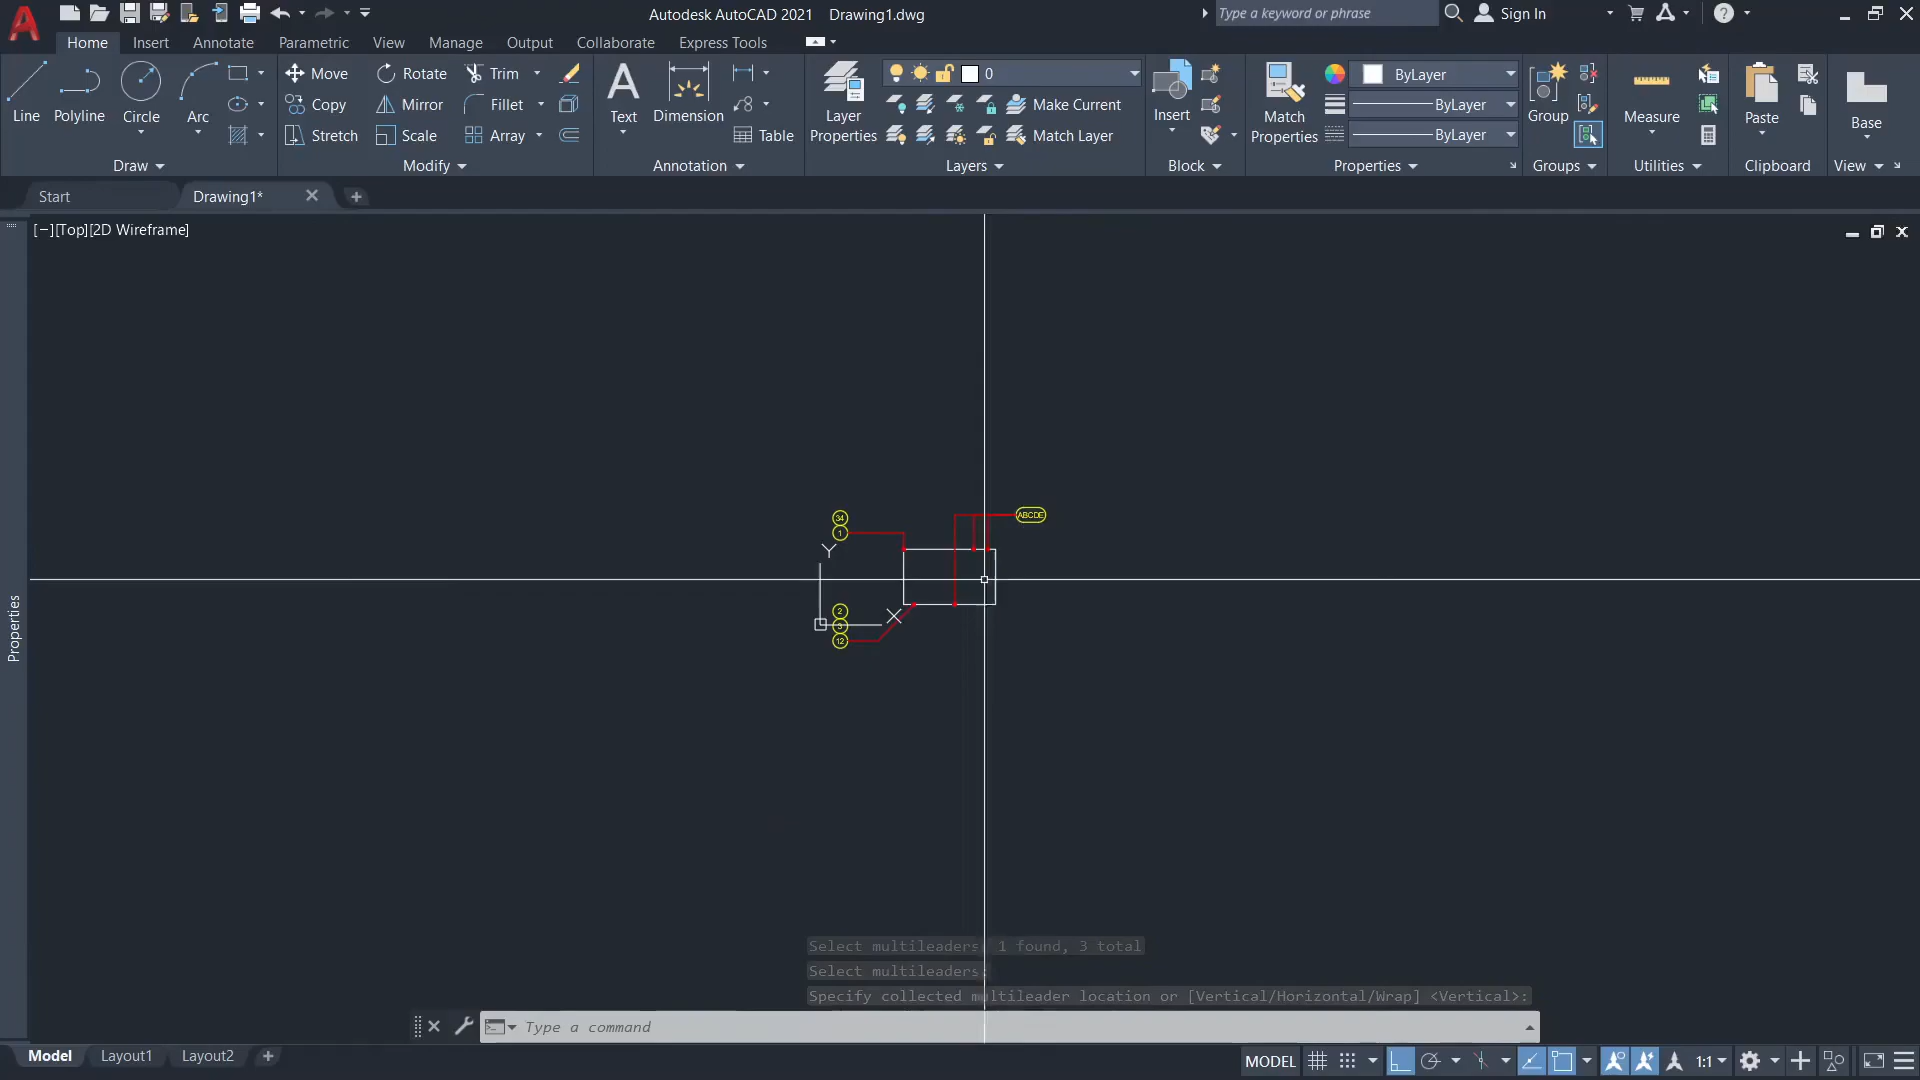 Autodesk AutoCAD 2021 Drawing1.dwg
Type a keyword or phrase
Sign In
Home Insert Annotate Parametric View Manage Output Collaborate Express Tools
Line Polyline Circle Arc
Draw
Move Rotate Trim
Copy Mirror Fillet
Stretch Scale Array
Modify
Text Dimension Table
Annotation
Layer Properties
0
Make Current
Match Layer
Layers
Insert
Block
Match Properties
ByLayer
ByLayer
ByLayer
Properties
Group
Groups
Measure
Utilities
Paste
Clipboard
Base
View
Start Drawing1*
[−][Top][2D Wireframe]
Properties
34
1
ABCDE
Y
2
3
12
X
Select multileaders: 1 found, 3 total
Select multileaders:
Specify collected multileader location or [Vertical/Horizontal/Wrap] <Vertical>:
Type a command
Model Layout1 Layout2
MODEL 1:1